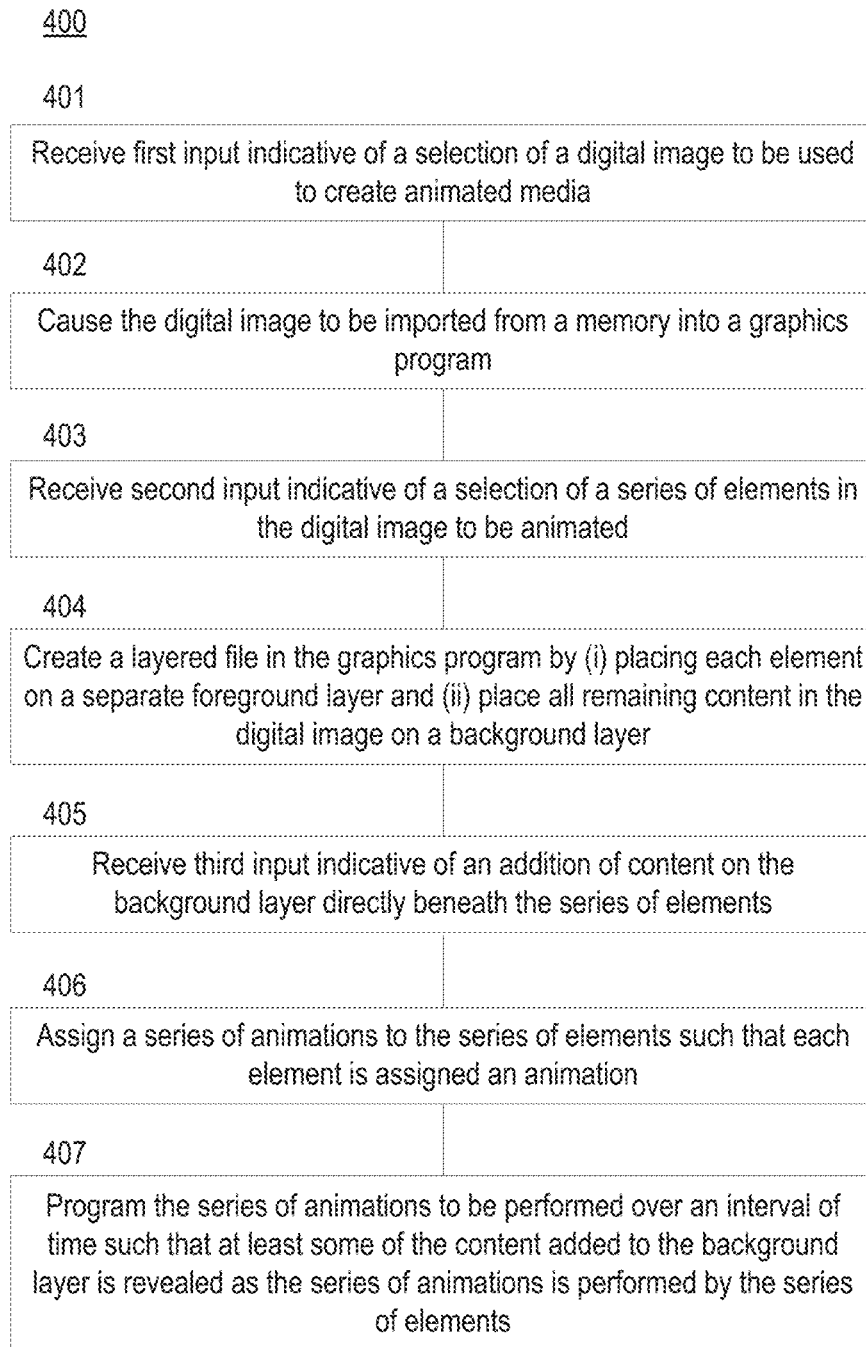 400
401
Receive first input indicative of a selection of a digital image to be used
to create animated media
402
Cause the digital image to be imported from a memory into a graphics
program
403
Receive second input indicative of a selection of a series of elements in
the digital image to be animated
404
Create a layered file in the graphics program by (i) placing each element
on a separate foreground layer and (ii) place all remaining content in the
digital image on a background layer
405
Receive third input indicative of an addition of content on the
background layer directly beneath the series of elements
406
Assign a series of animations to the series of elements such that each
element is assigned an animation
407
Program the series of animations to be performed over an interval of
time such that at least some of the content added to the background
layer is revealed as the series of animations is performed by the series
of elements